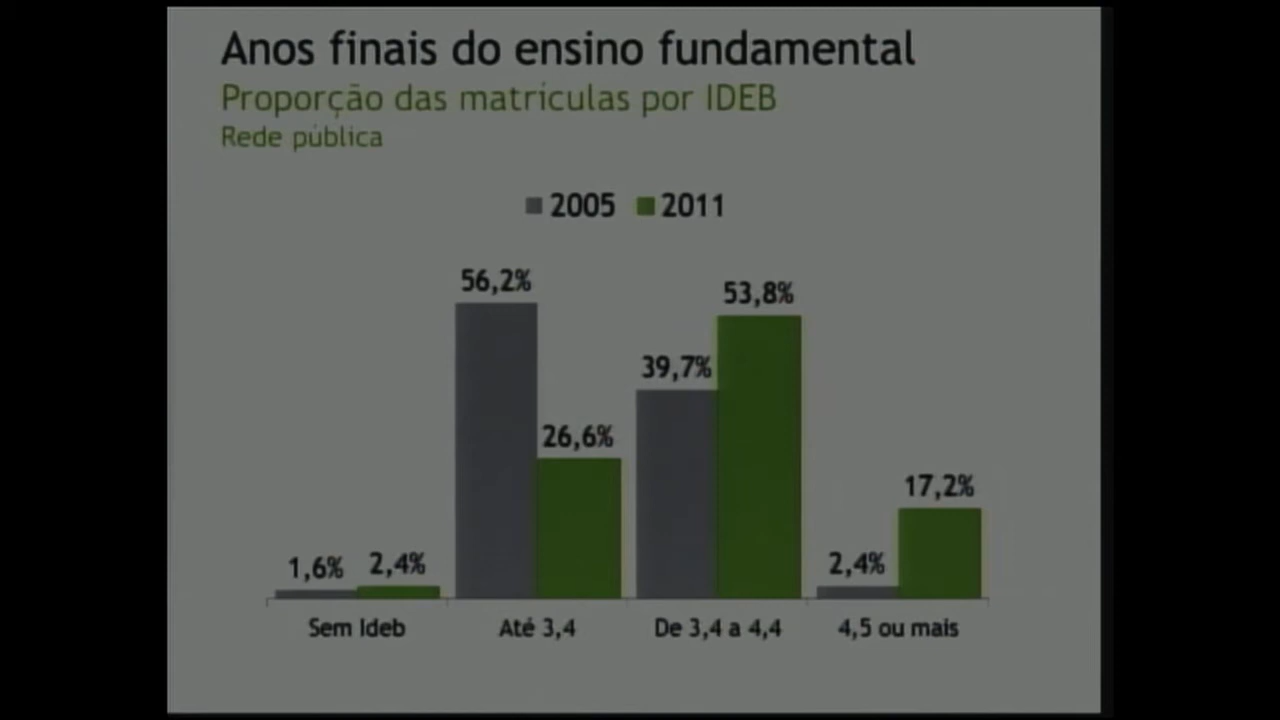 Anos finais do ensino fundamental
Proporção das matrículas por IDEB
Rede pública
2005 2011
56,2%
53,8%
39,7%
26,6%
17,2%
1,6% 2,4% 2,4%
Sem Ideb Até 3,4 De 3,4 a 4,4 4,5 ou mais